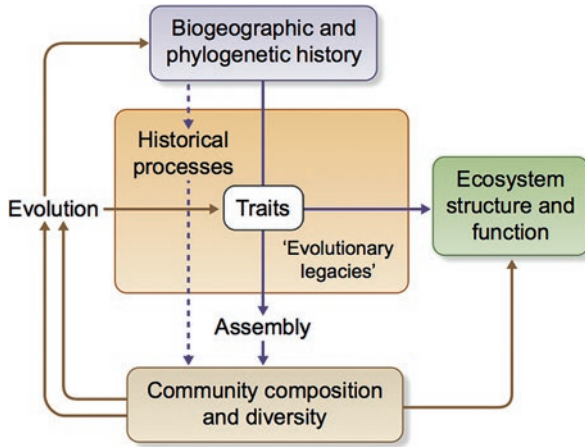 Biogeographic and
phylogenetic history
Historical
processes
Evolution
Traits
Ecosystem
structure and
function
‘Evolutionary
legacies’
Assembly
Community composition
and diversity